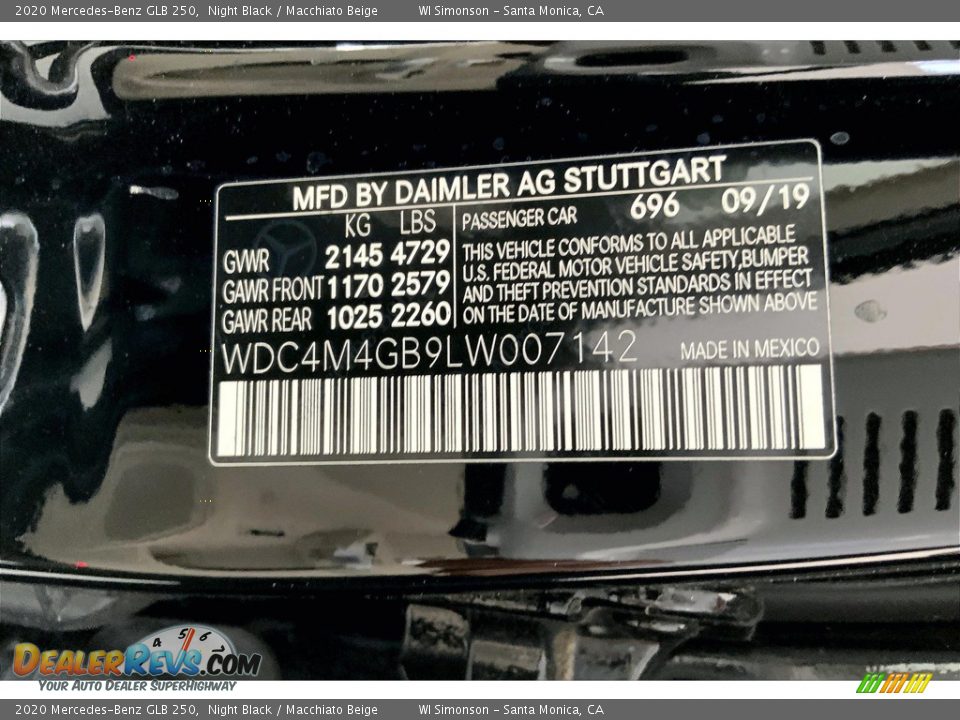 2020 Mercedes-Benz GLB 250, Night Black / Macchiato Beige WI Simonson - Santa Monica, CA
MFD BY DAIMLER AG STUTTGART
KG LBS PASSENGER CAR 696 09/19
GWR 2145 4729
GAWR FRONT 1170 2579
GAWR REAR 1025 2260
THIS VEHICLE CONFORMS TO ALL APPLICABLE
U.S. FEDERAL MOTOR VEHICLE SAFETY, BUMPER
AND THEFT PREVENTION STANDARDS IN EFFECT
ON THE DATE OF MANUFACTURE SHOWN ABOVE
WDC4M4GB9LW007142 MADE IN MEXICO
4 5 6
DEALERREVS.COM
YOUR AUTO DEALER SUPERHIGHWAY
2020 Mercedes-Benz GLB 250, Night Black / Macchiato Beige WI Simonson - Santa Monica, CA